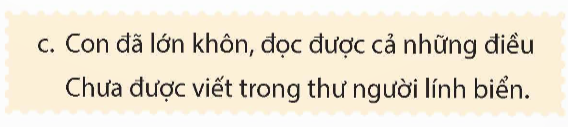 c. Con đã lớn khôn, đọc được cả những điều
Chưa được viết trong thư người lính biển.